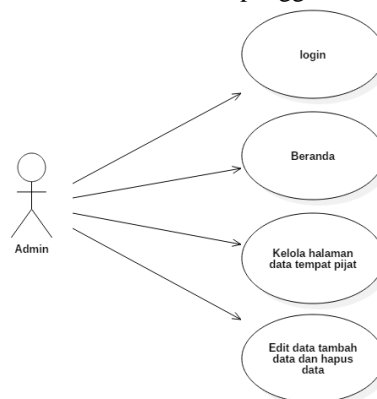 login
Beranda
Admin
Kelola halaman
data tempat pijat
Edit data tambah
data dan hapus
data